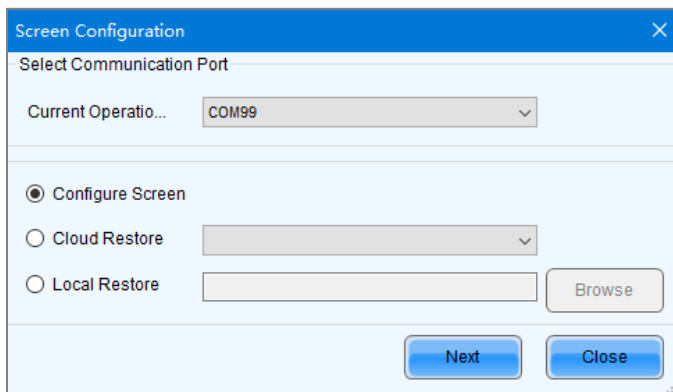 Screen Configuration
Select Communication Port
Current Operatio... COM99
Configure Screen
Cloud Restore
Local Restore Browse
Next Close